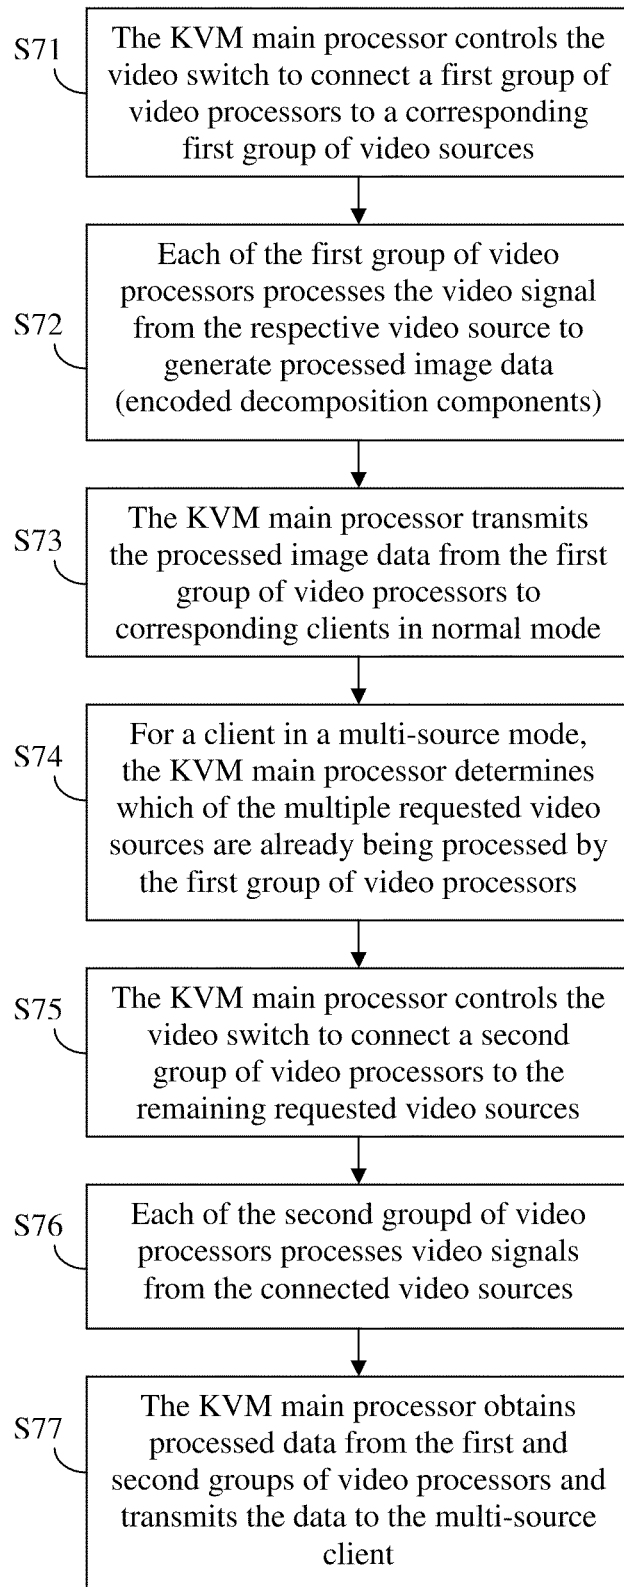 S71
The KVM main processor controls the
video switch to connect a first group of
video processors to a corresponding
first group of video sources
S72
Each of the first group of video
processors processes the video signal
from the respective video source to
generate processed image data
(encoded decomposition components)
S73
The KVM main processor transmits
the processed image data from the first
group of video processors to
corresponding clients in normal mode
S74
For a client in a multi-source mode,
the KVM main processor determines
which of the multiple requested video
sources are already being processed by
the first group of video processors
S75
The KVM main processor controls the
video switch to connect a second
group of video processors to the
remaining requested video sources
S76
Each of the second groupd of video
processors processes video signals
from the connected video sources
S77
The KVM main processor obtains
processed data from the first and
second groups of video processors and
transmits the data to the multi-source
client